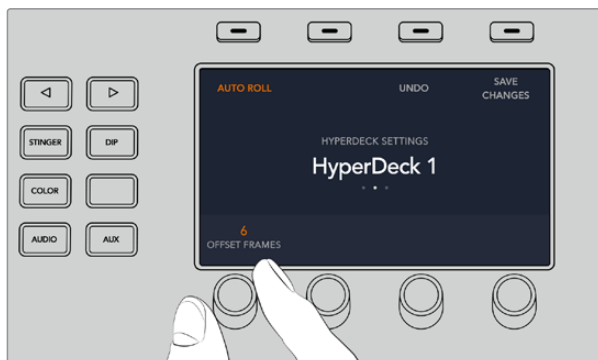 AUTO ROLL
UNDO
SAVE
CHANGES
HYPERDECK SETTINGS
HyperDeck 1
STINGER
DIP
COLOR
AUDIO
AUX
6
OFFSET FRAMES